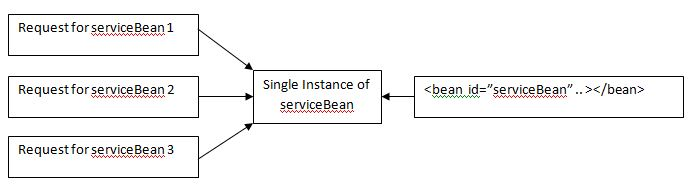 Request for serviceBean 1
Request for serviceBean 2
Request for serviceBean 3
Single Instance of
serviceBean
<bean id=”serviceBean” ..></bean>